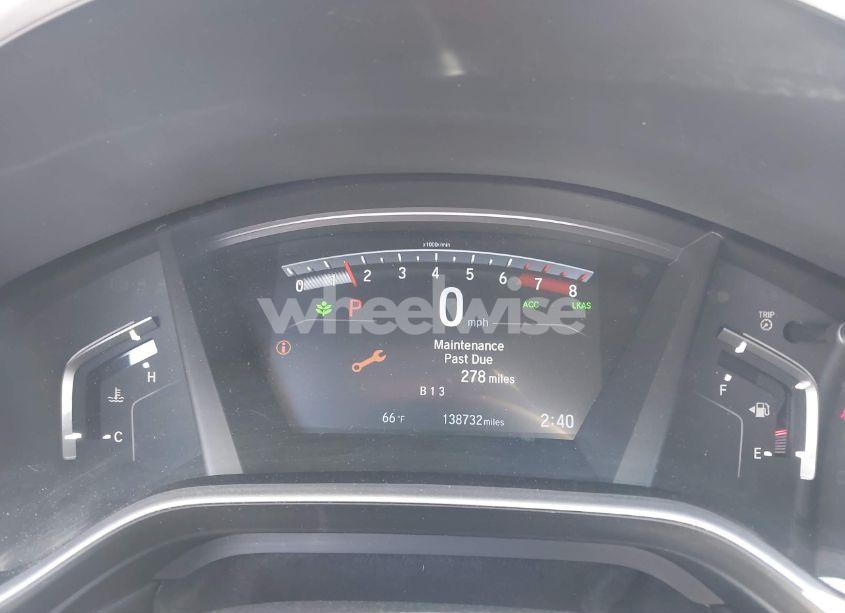 x1000r/min
0 1 2 3 4 5 6 7 8
wheelwise
P 0 mph ACC LKAS
TRIP
Maintenance
Past Due
278 miles
B 1 3
H
F
C
E
66 °F 138732 miles 2:40